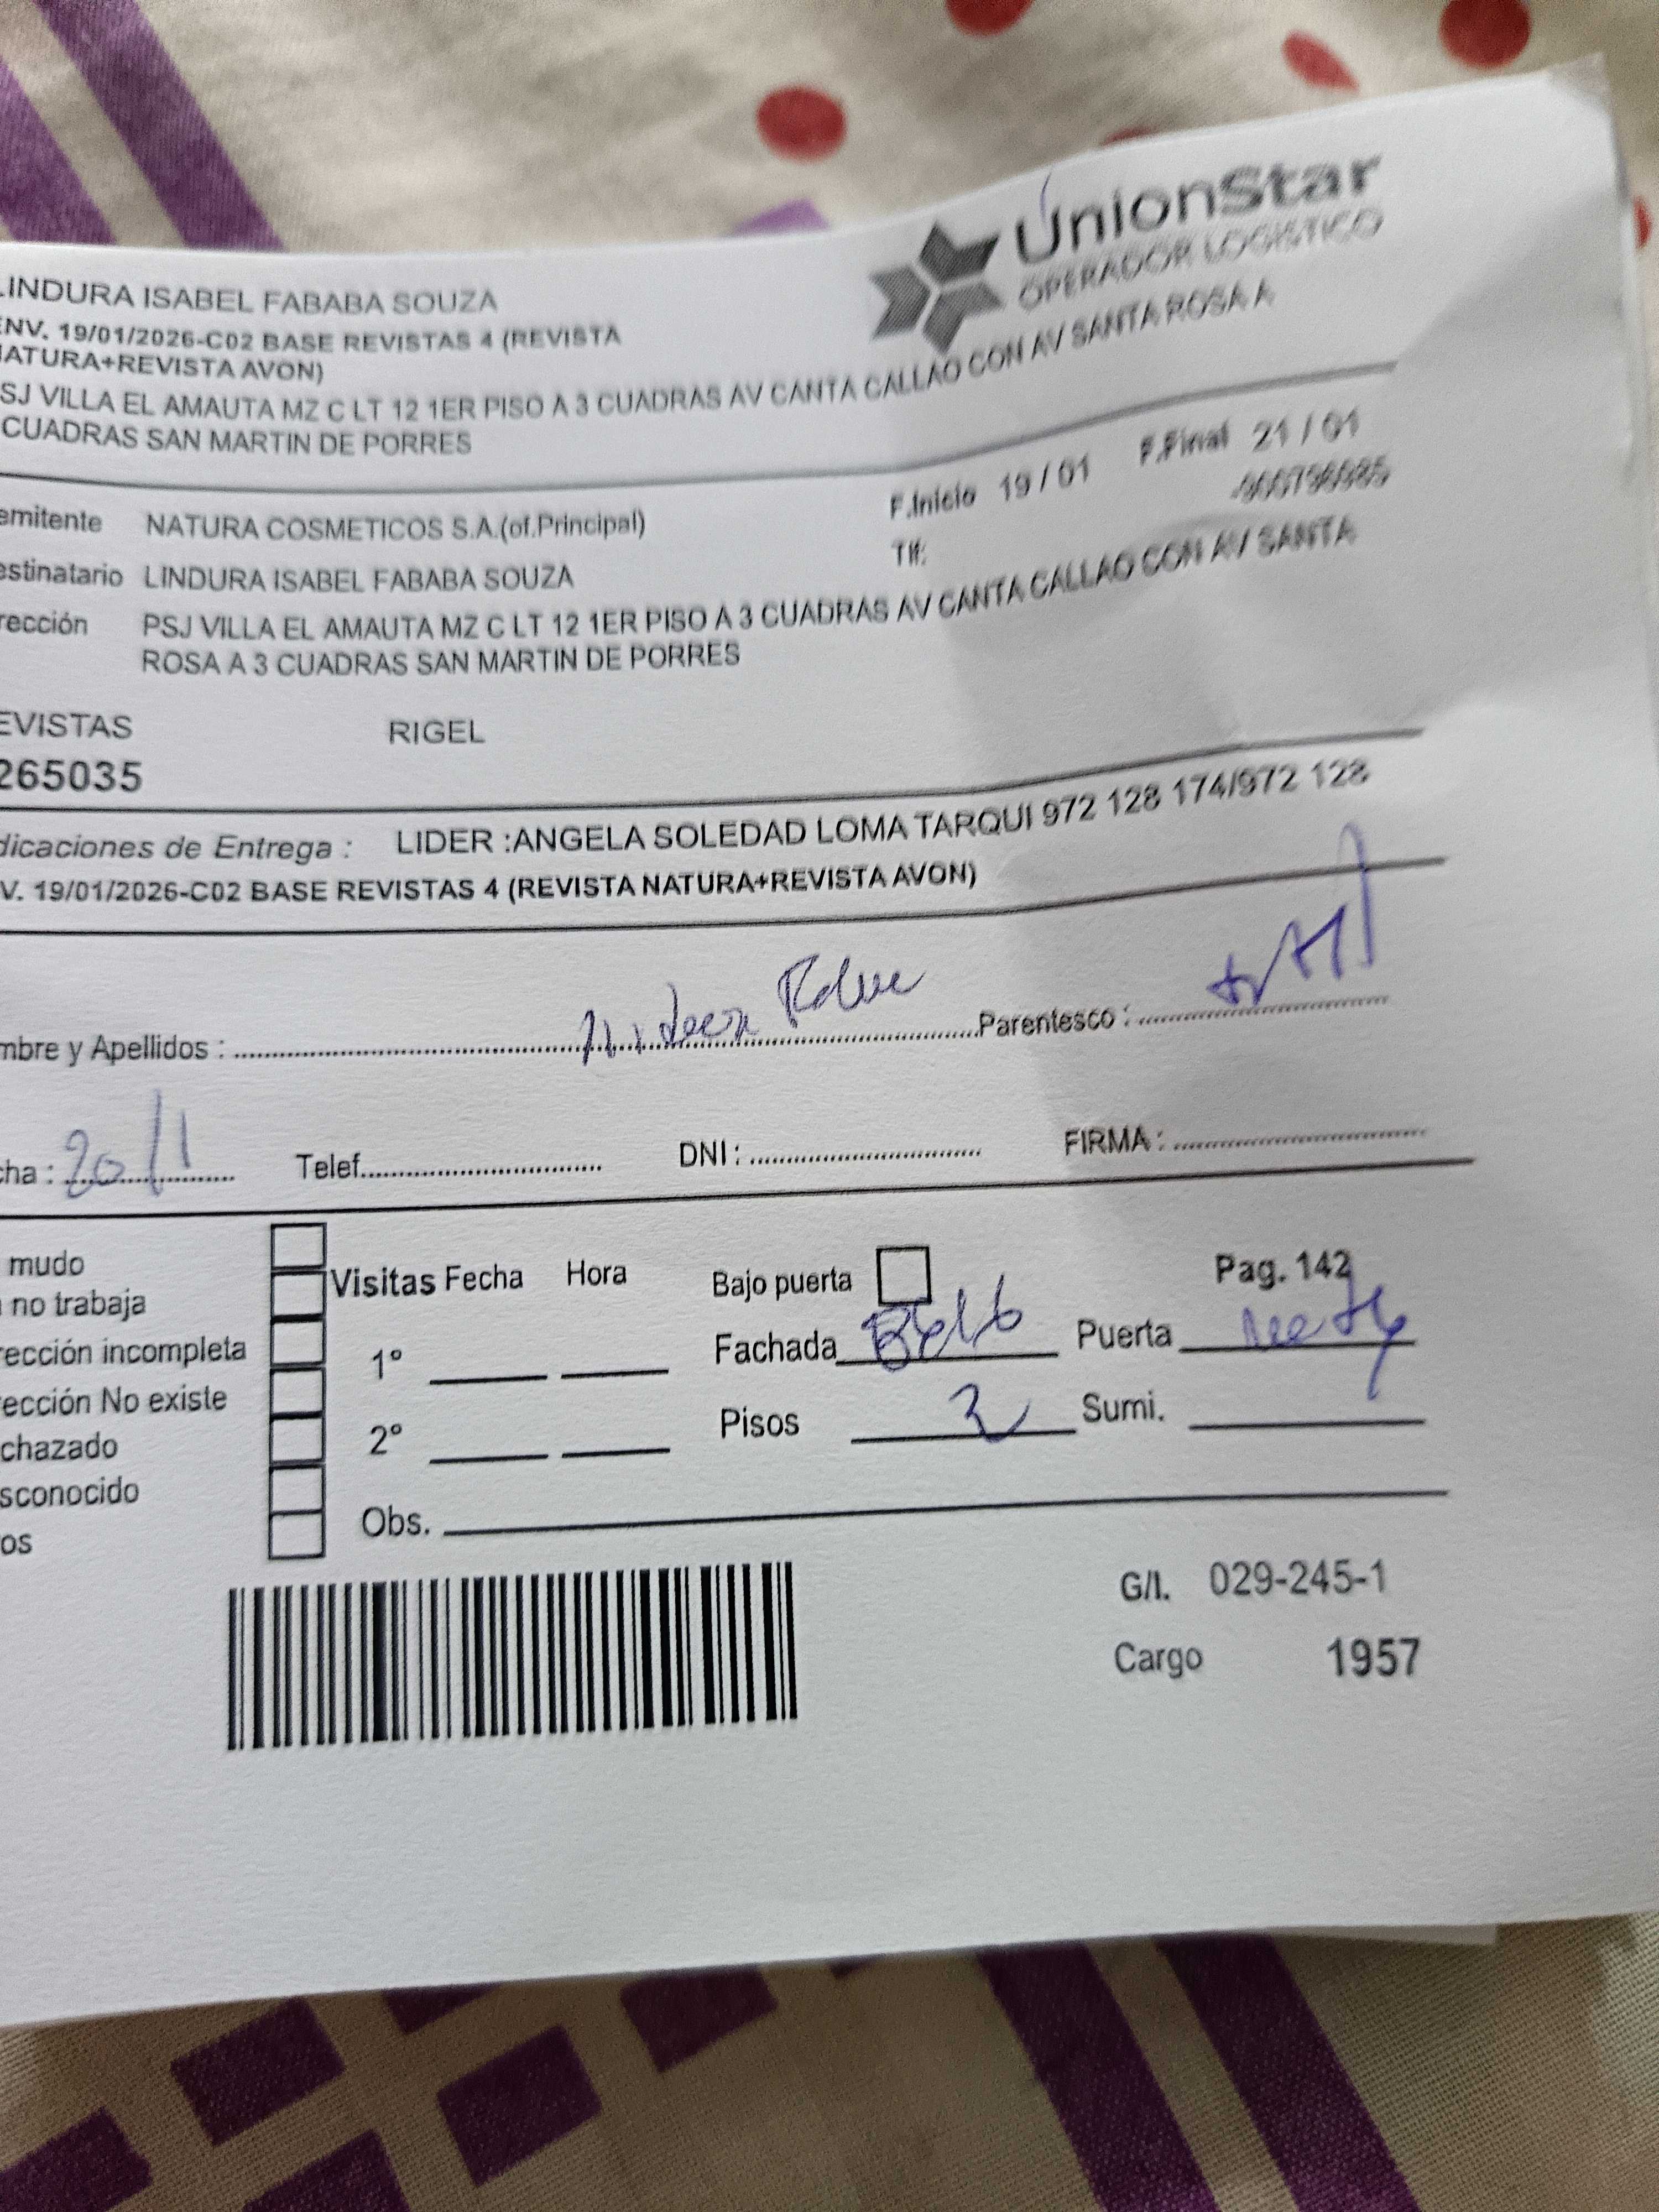 UnionStar
OPERADOR LOGISTICO
LINDURA ISABEL FABABA SOUZA
ENV. 19/01/2026-C02 BASE REVISTAS 4 (REVISTA
NATURA+REVISTA AVON)
PSJ VILLA EL AMAUTA MZ C LT 12 1ER PISO A 3 CUADRAS AV CANTA CALLAO CON AV SANTA ROSA A
CUADRAS SAN MARTIN DE PORRES
F.Inicio 19 / 01 F.Final 21 / 01
emitente NATURA COSMETICOS S.A.(of.Principal)
Tlf:
estinatario LINDURA ISABEL FABABA SOUZA
rección PSJ VILLA EL AMAUTA MZ C LT 12 1ER PISO A 3 CUADRAS AV CANTA CALLAO CON AV SANTA
ROSA A 3 CUADRAS SAN MARTIN DE PORRES
EVISTAS RIGEL
265035
dicaciones de Entrega : LIDER :ANGELA SOLEDAD LOMA TARQUI 972 128 174/972 128
V. 19/01/2026-C02 BASE REVISTAS 4 (REVISTA NATURA+REVISTA AVON)
mbre y Apellidos : Parentesco :
cha : 20/1 Telef. DNI : FIRMA :
mudo
no trabaja
rección incompleta
rección No existe
chazado
sconocido
os
Visitas Fecha Hora
1º
2º
Obs.
Bajo puerta Pag. 142
Fachada Puerta
Pisos Sumi.
G/I. 029-245-1
Cargo 1957